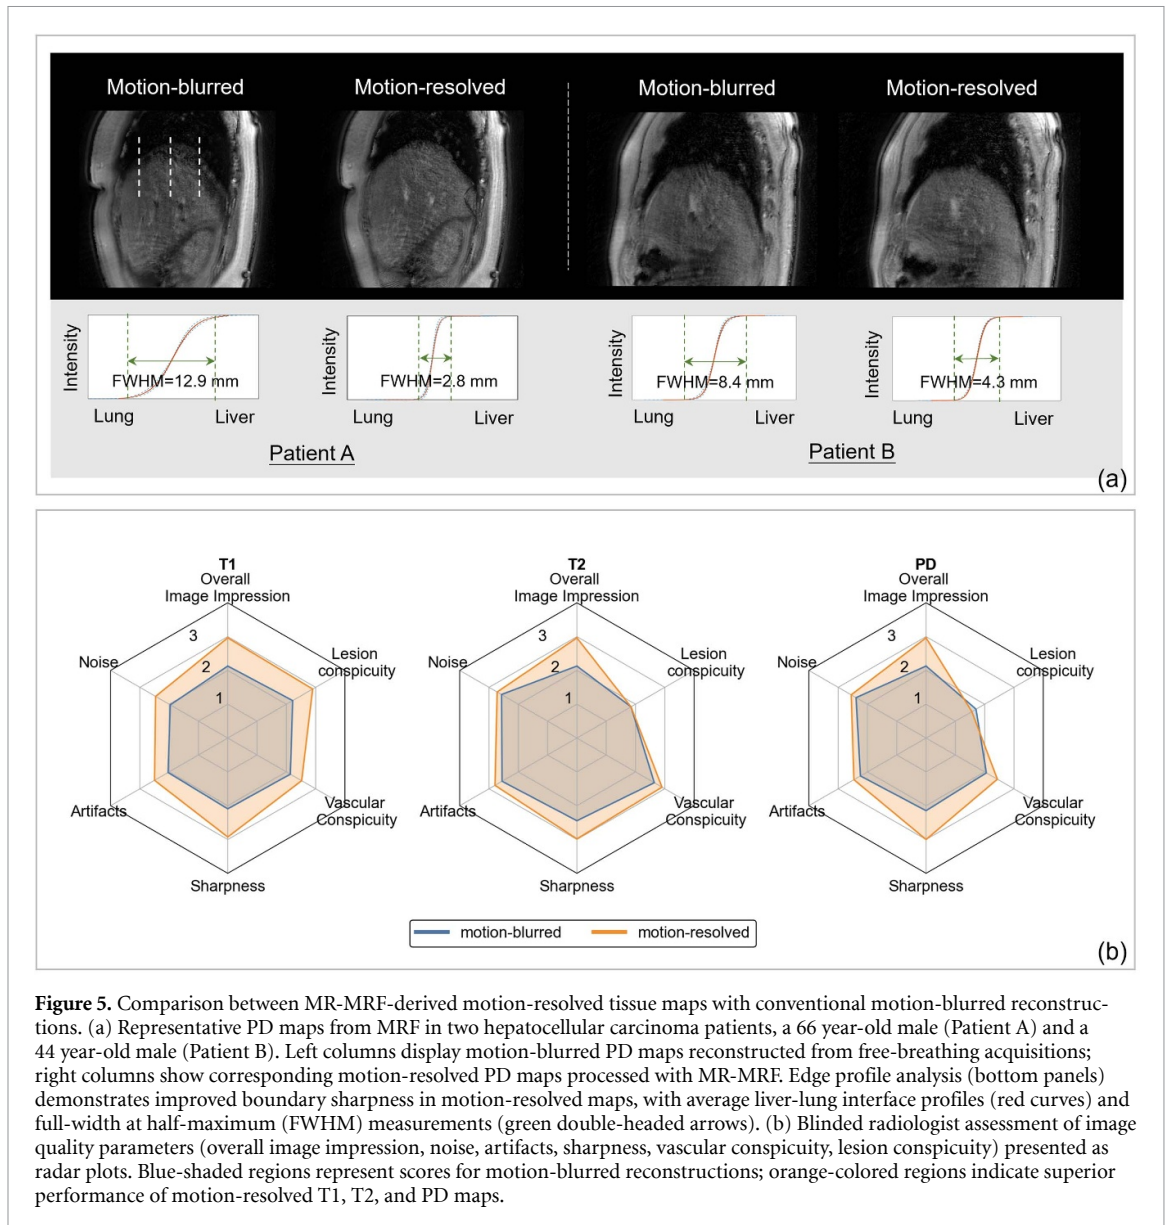 Motion-blurred
Motion-resolved
Motion-blurred
Motion-resolved
Intensity
FWHM=12.9 mm
Lung
Liver
Intensity
FWHM=2.8 mm
Lung
Liver
Patient A
Intensity
FWHM=8.4 mm
Lung
Liver
Intensity
FWHM=4.3 mm
Lung
Liver
Patient B
(a)
T1
Overall
Image Impression
3
2
1
Noise
Lesion
conspicuity
Artifacts
Vascular
Conspicuity
Sharpness
T2
Overall
Image Impression
3
2
1
Noise
Lesion
conspicuity
Artifacts
Vascular
Conspicuity
Sharpness
PD
Overall
Image Impression
3
2
1
Noise
Lesion
conspicuity
Artifacts
Vascular
Conspicuity
Sharpness
motion-blurred
motion-resolved
(b)
Figure 5. Comparison between MR-MRF-derived motion-resolved tissue maps with conventional motion-blurred reconstruc-
tions. (a) Representative PD maps from MRF in two hepatocellular carcinoma patients, a 66 year-old male (Patient A) and a
44 year-old male (Patient B). Left columns display motion-blurred PD maps reconstructed from free-breathing acquisitions;
right columns show corresponding motion-resolved PD maps processed with MR-MRF. Edge profile analysis (bottom panels)
demonstrates improved boundary sharpness in motion-resolved maps, with average liver-lung interface profiles (red curves) and
full-width at half-maximum (FWHM) measurements (green double-headed arrows). (b) Blinded radiologist assessment of image
quality parameters (overall image impression, noise, artifacts, sharpness, vascular conspicuity, lesion conspicuity) presented as
radar plots. Blue-shaded regions represent scores for motion-blurred reconstructions; orange-colored regions indicate superior
performance of motion-resolved T1, T2, and PD maps.